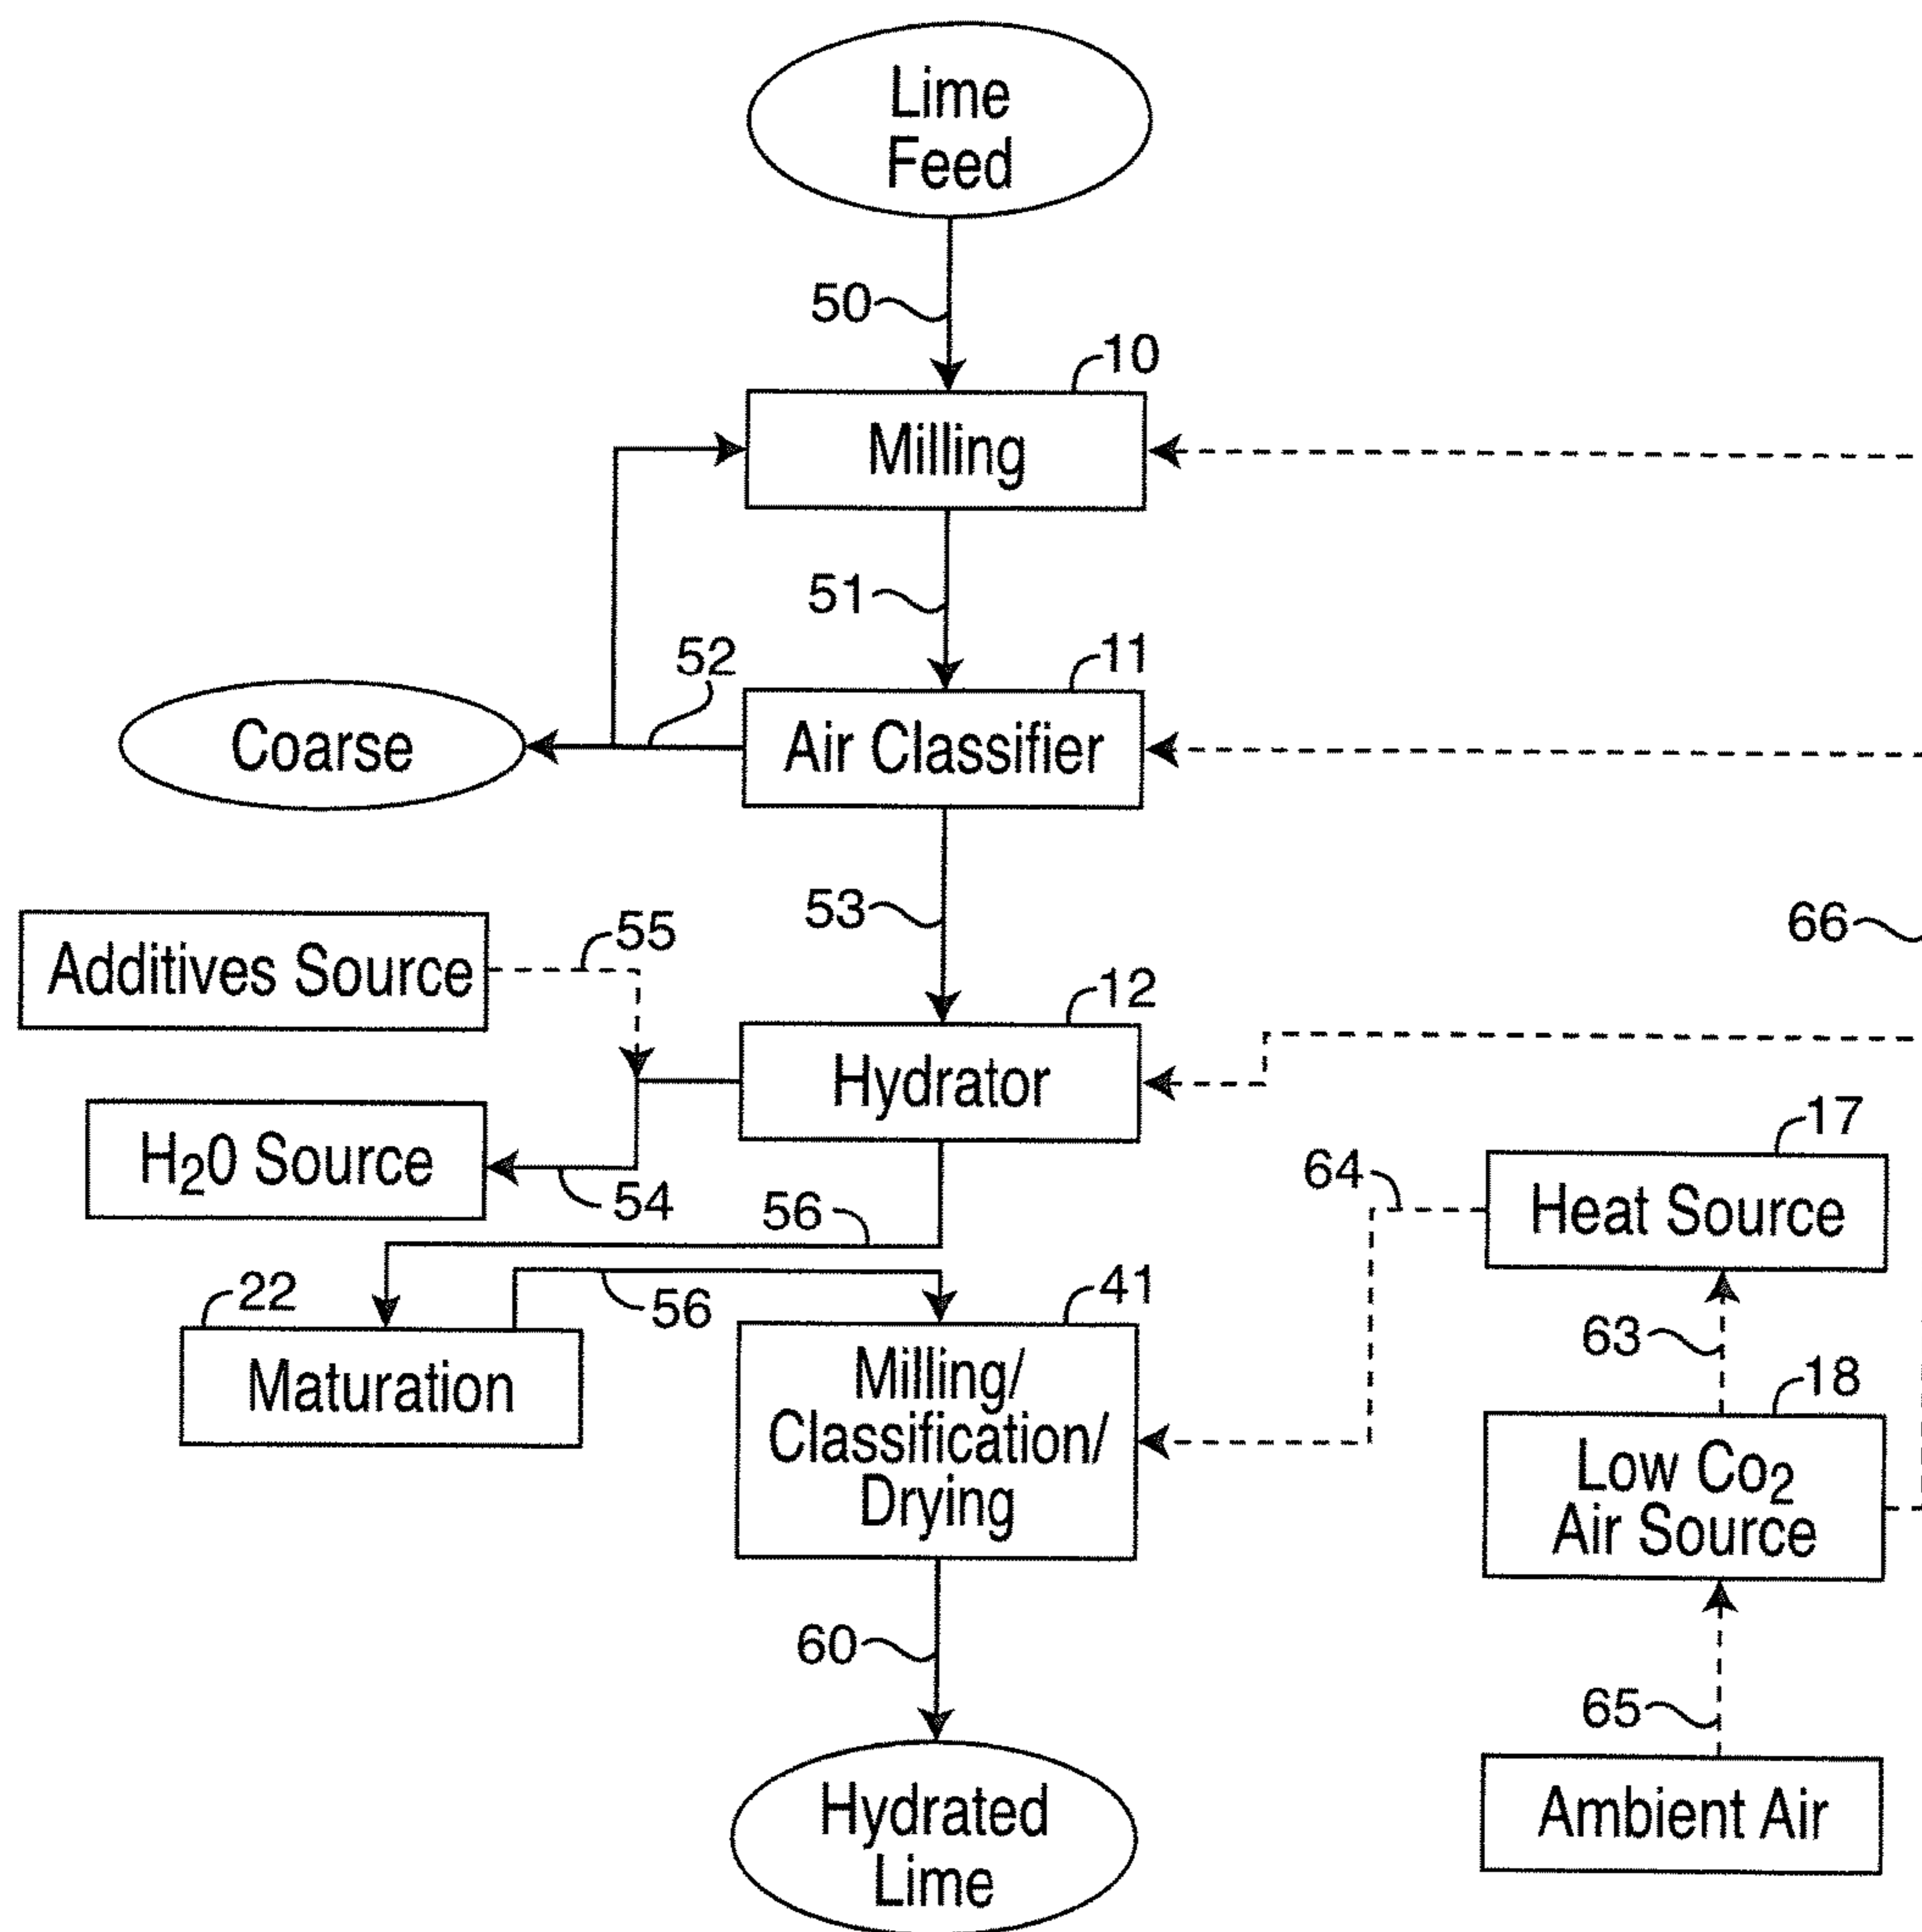 Lime
Feed
50
10
Milling
51
52
11
Coarse
Air Classifier
53
66
55
Additives Source
12
Hydrator
17
H₂0 Source
54
56
64
Heat Source
22
56
41
63
Maturation
Milling/
Classification/
Drying
18
Low Co₂
Air Source
60
65
Hydrated
Lime
Ambient Air